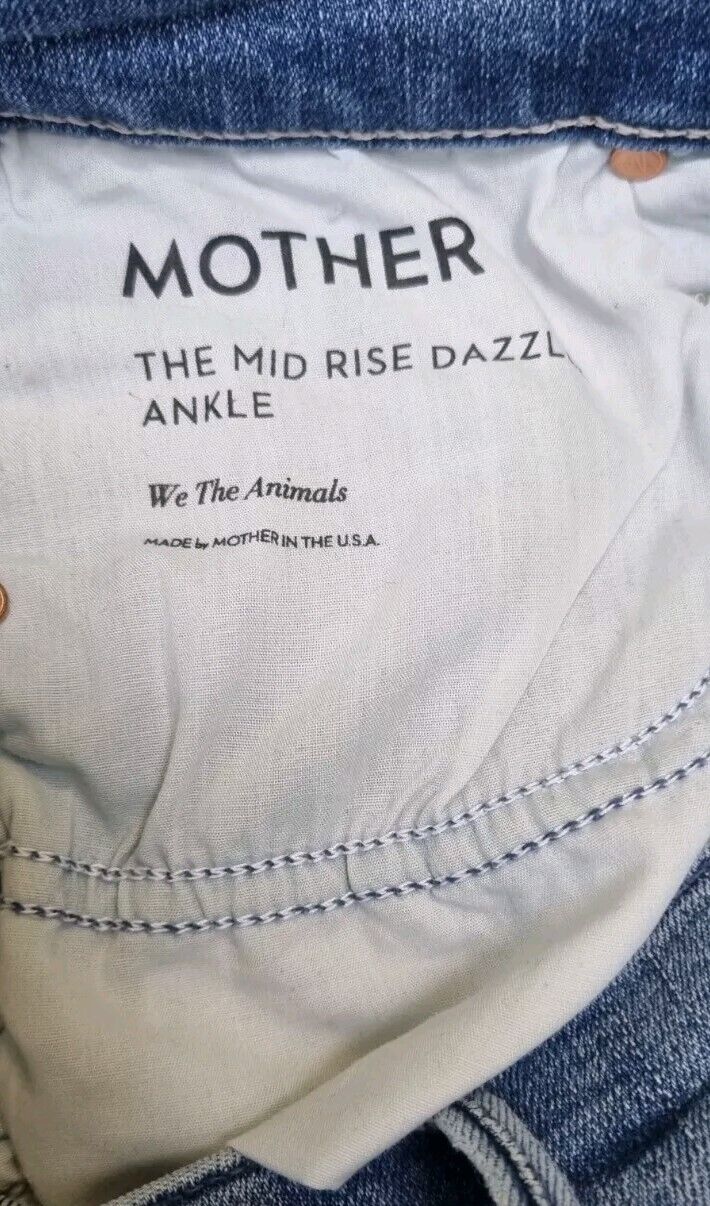 MOTHER
THE MID RISE DAZZL
ANKLE
We The Animals
MADE by MOTHER IN THE U.S.A.